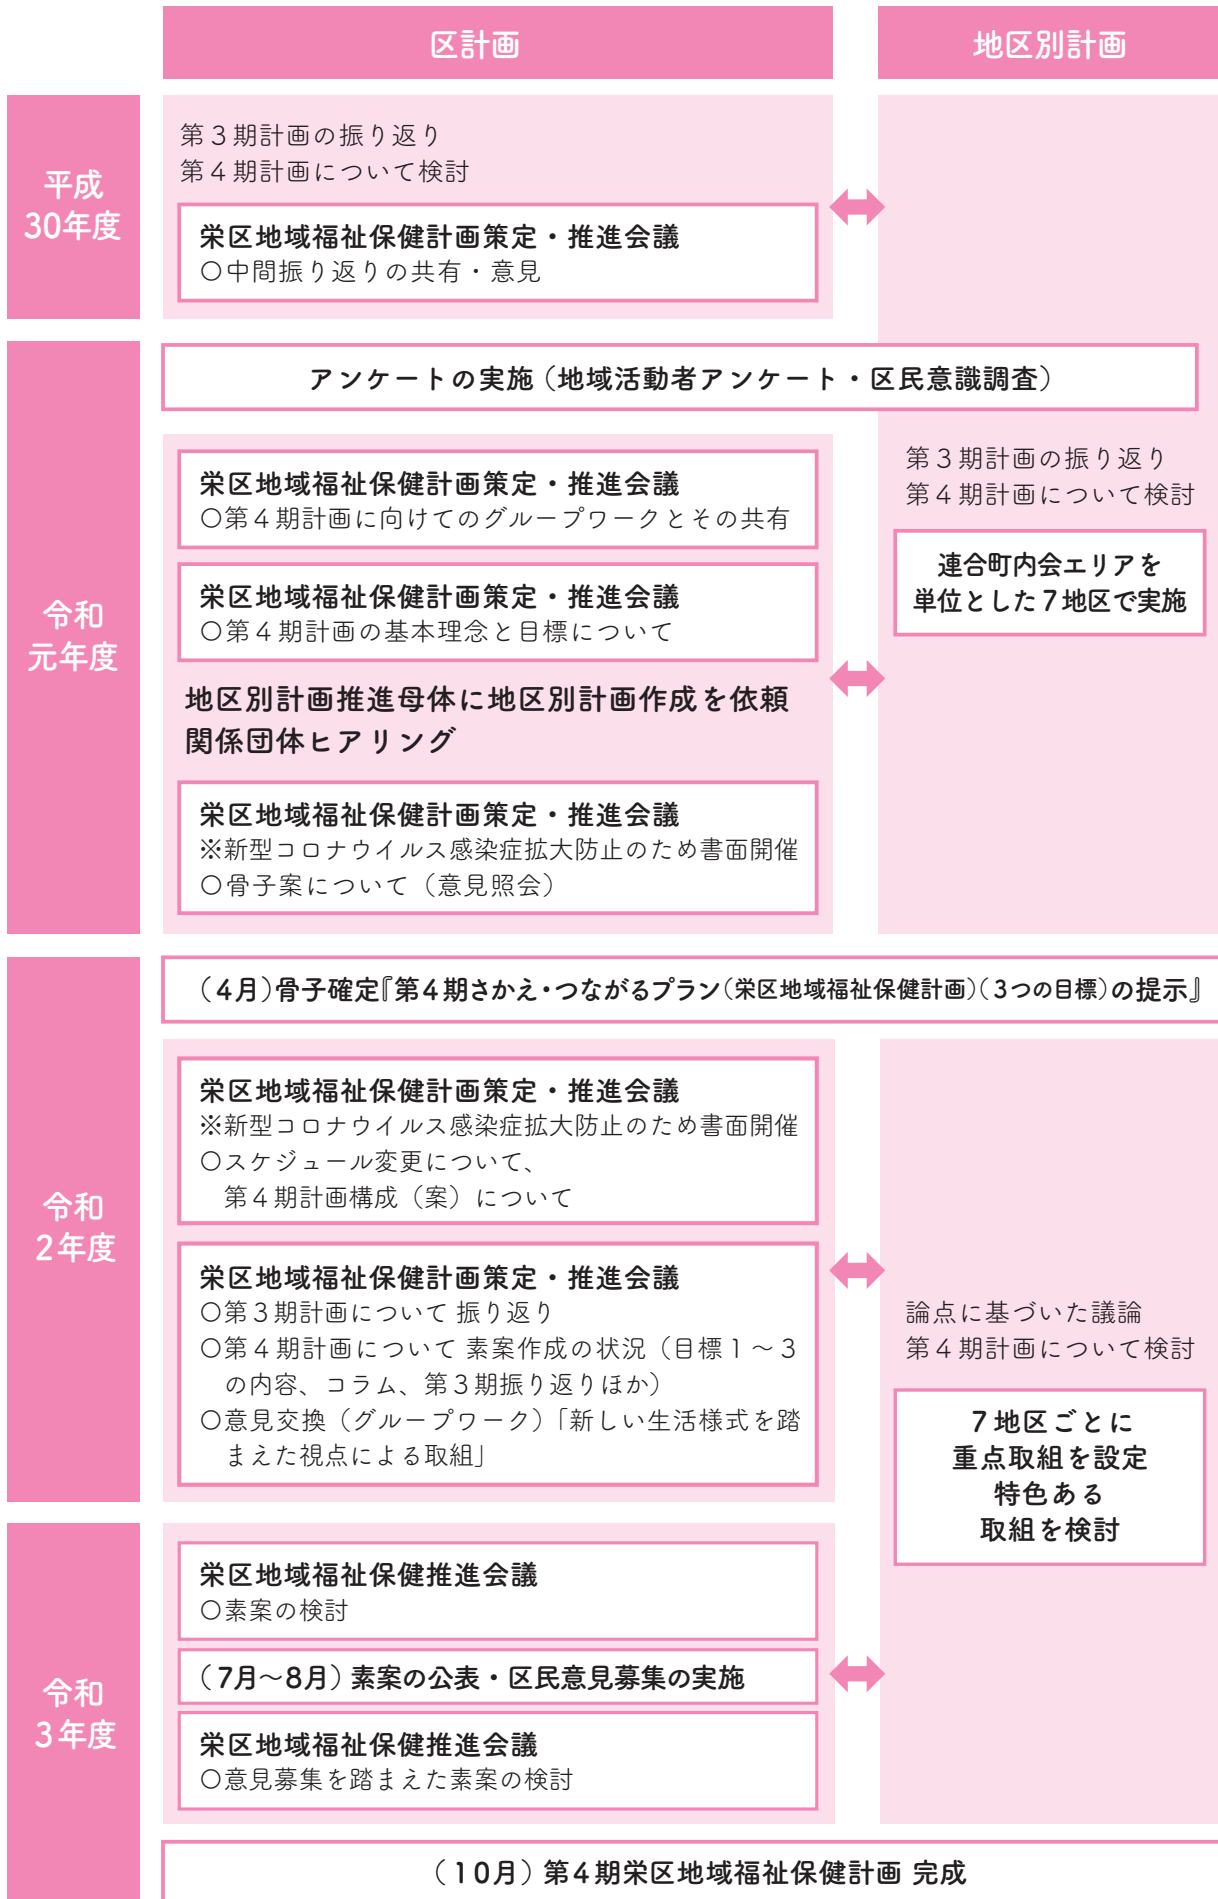 区計画
地区別計画
平成
30年度
第３期計画の振り返り
第４期計画について検討
栄区地域福祉保健計画策定・推進会議
○中間振り返りの共有・意見
令和
元年度
アンケートの実施（地域活動者アンケート・区民意識調査）
栄区地域福祉保健計画策定・推進会議
○第４期計画に向けてのグループワークとその共有
栄区地域福祉保健計画策定・推進会議
○第４期計画の基本理念と目標について
地区別計画推進母体に地区別計画作成を依頼
関係団体ヒアリング
栄区地域福祉保健計画策定・推進会議
※新型コロナウイルス感染症拡大防止のため書面開催
○骨子案について（意見照会）
第３期計画の振り返り
第４期計画について検討
連合町内会エリアを
単位とした７地区で実施
令和
2年度
（4月）骨子確定『第4期さかえ・つながるプラン（栄区地域福祉保健計画）（3つの目標）の提示』
栄区地域福祉保健計画策定・推進会議
※新型コロナウイルス感染症拡大防止のため書面開催
○スケジュール変更について、
第４期計画構成（案）について
栄区地域福祉保健計画策定・推進会議
○第３期計画について 振り返り
○第４期計画について 素案作成の状況（目標１～３
の内容、コラム、第３期振り返りほか）
○意見交換（グループワーク）「新しい生活様式を踏
まえた視点による取組」
論点に基づいた議論
第４期計画について検討
７地区ごとに
重点取組を設定
特色ある
取組を検討
令和
3年度
栄区地域福祉保健推進会議
○素案の検討
（7月～8月）素案の公表・区民意見募集の実施
栄区地域福祉保健推進会議
○意見募集を踏まえた素案の検討
（10月）第4期栄区地域福祉保健計画 完成